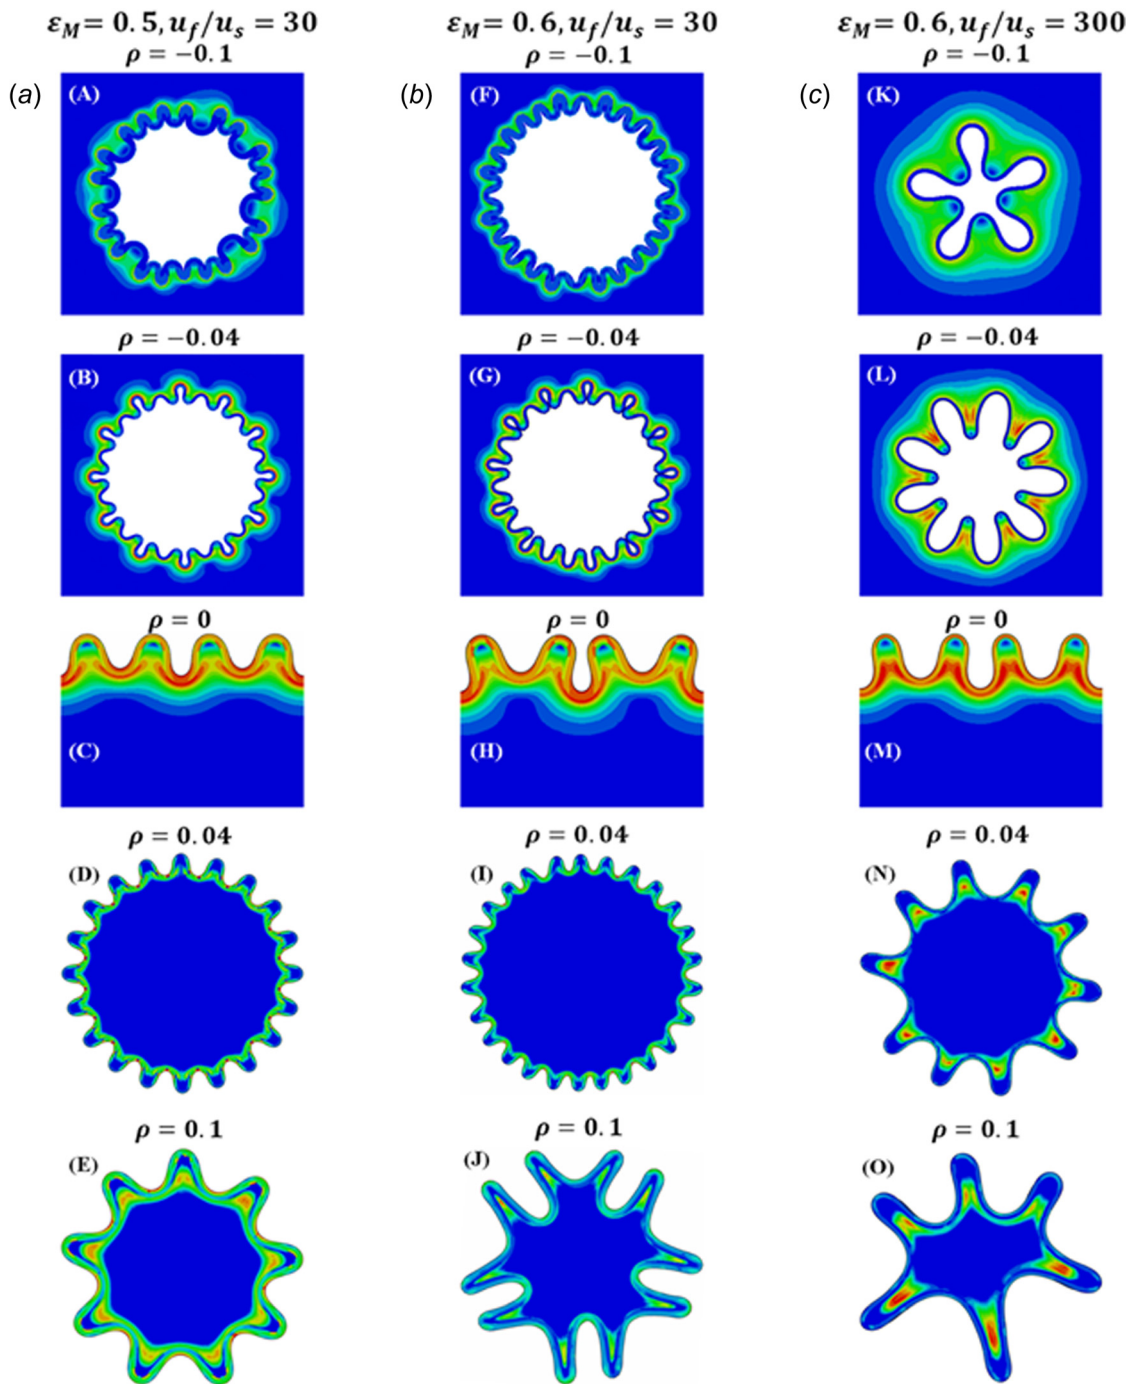 ε_M = 0.5, u_f/u_s = 30 ε_M = 0.6, u_f/u_s = 30 ε_M = 0.6, u_f/u_s = 300
ρ = −0.1 ρ = −0.1 ρ = −0.1
(a) (A) (b) (F) (c) (K)
ρ = −0.04 ρ = −0.04 ρ = −0.04
(B) (G) (L)
ρ = 0 ρ = 0 ρ = 0
(C) (H) (M)
ρ = 0.04 ρ = 0.04 ρ = 0.04
(D) (I) (N)
ρ = 0.1 ρ = 0.1 ρ = 0.1
(E) (J) (O)